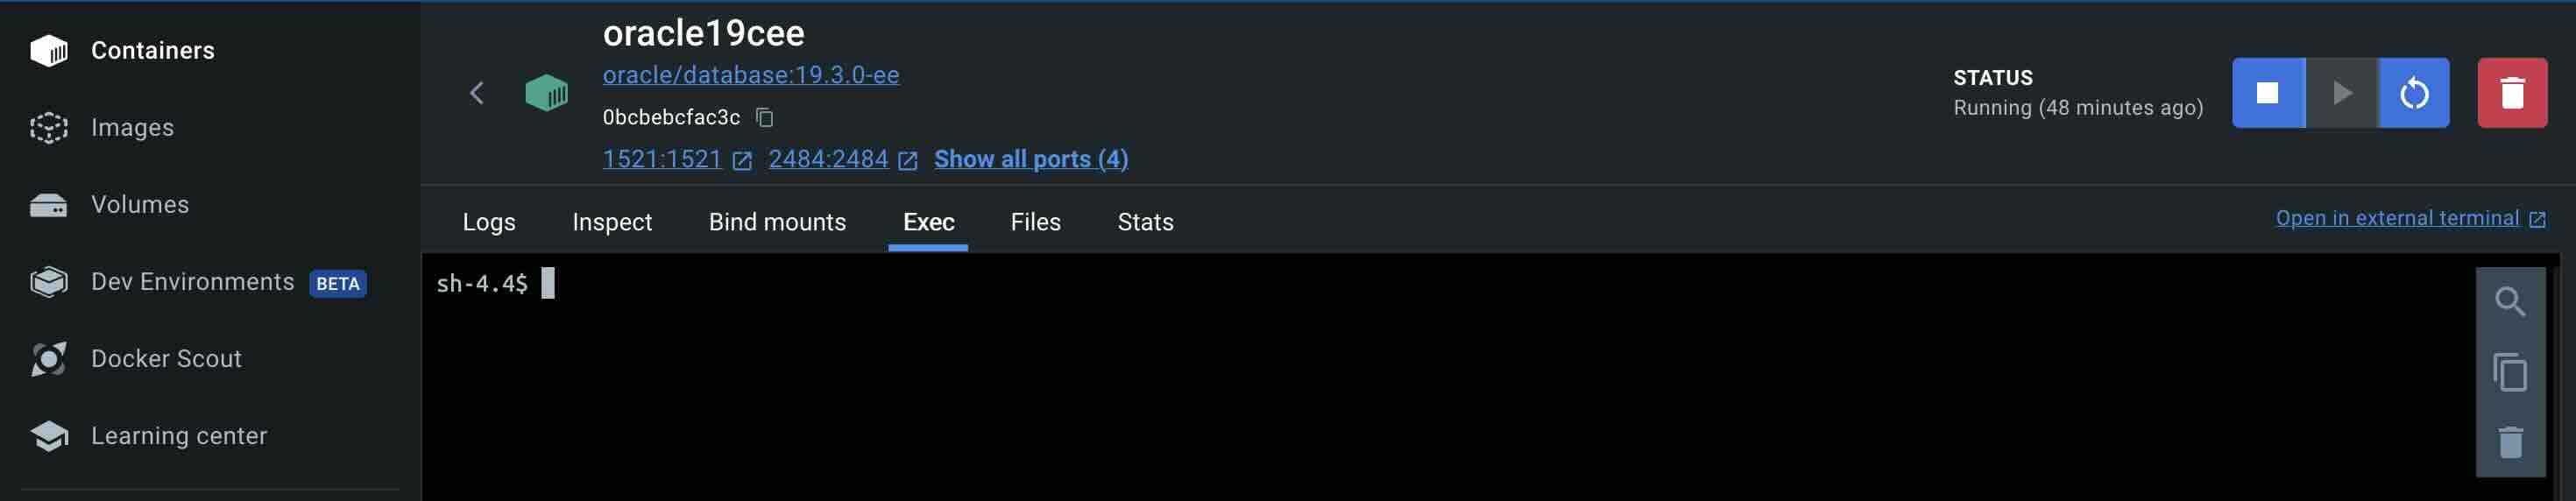 Containers
Images
Volumes
Dev Environments BETA
Docker Scout
Learning center
oracle19cee
oracle/database:19.3.0-ee
0bcbebcfac3c
1521:1521 2484:2484 Show all ports (4)
STATUS
Running (48 minutes ago)
Logs Inspect Bind mounts Exec Files Stats
Open in external terminal
sh-4.4$